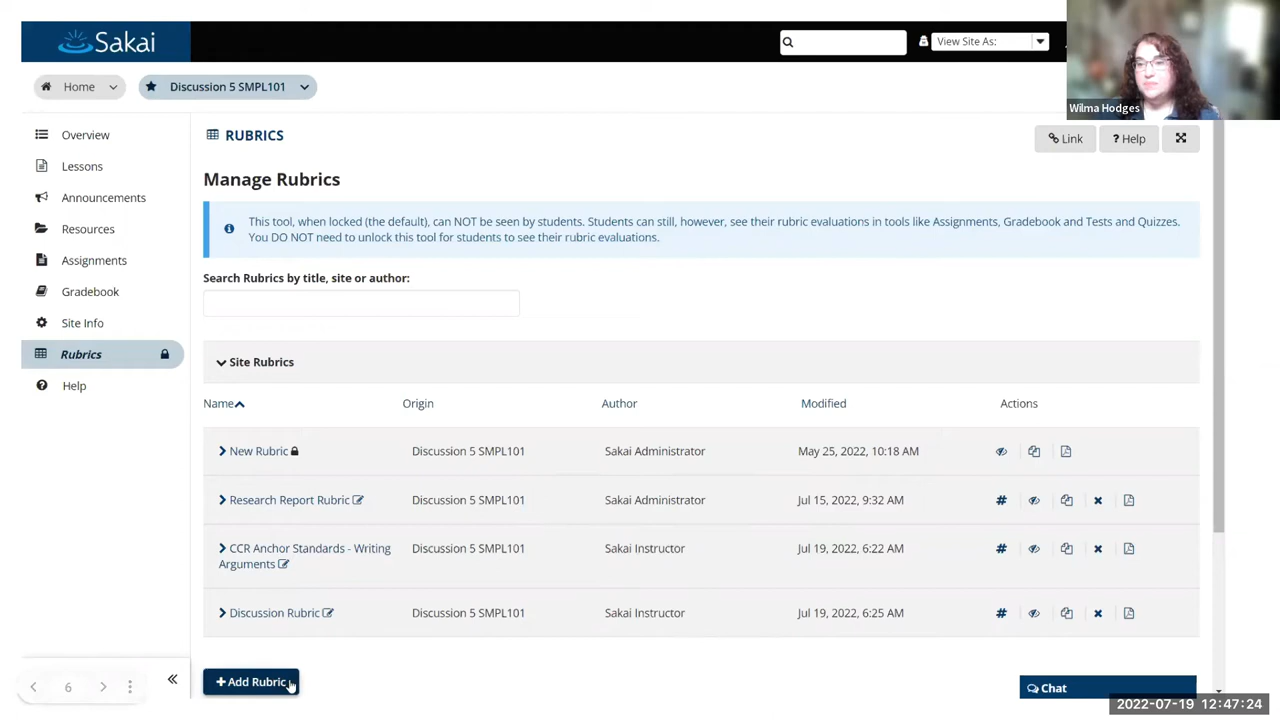 Sakai
View Site As:
Wilma Hodges
Home
Discussion 5 SMPL101
Overview
Lessons
Announcements
Resources
Assignments
Gradebook
Site Info
Rubrics
Help
RUBRICS
Link
? Help
Manage Rubrics
This tool, when locked (the default), can NOT be seen by students. Students can still, however, see their rubric evaluations in tools like Assignments, Gradebook and Tests and Quizzes.
You DO NOT need to unlock this tool for students to see their rubric evaluations.
Search Rubrics by title, site or author:
Site Rubrics
Name Origin Author Modified Actions
New Rubric Discussion 5 SMPL101 Sakai Administrator May 25, 2022, 10:18 AM
Research Report Rubric Discussion 5 SMPL101 Sakai Administrator Jul 15, 2022, 9:32 AM #
CCR Anchor Standards - Writing Discussion 5 SMPL101 Sakai Instructor Jul 19, 2022, 6:22 AM #
Arguments
Discussion Rubric Discussion 5 SMPL101 Sakai Instructor Jul 19, 2022, 6:25 AM #
6
+ Add Rubric
Chat
2022-07-19 12:47:24